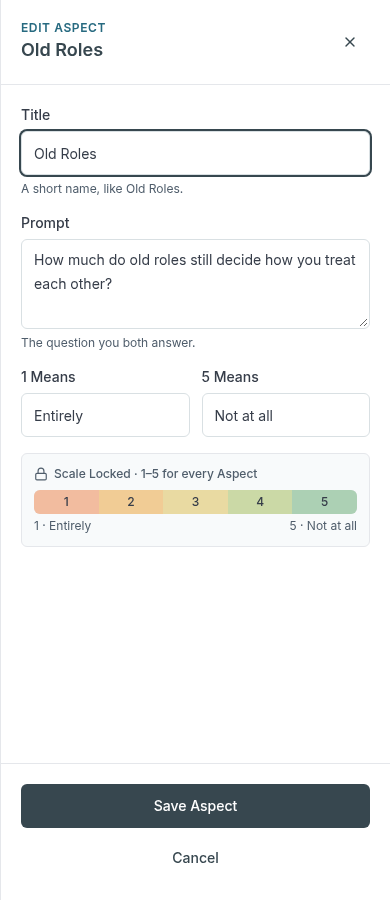 EDIT ASPECT
Old Roles
Title
Old Roles
A short name, like Old Roles.
Prompt
How much do old roles still decide how you treat
each other?
The question you both answer.
1 Means
5 Means
Entirely
Not at all
Scale Locked · 1–5 for every Aspect
1 2 3 4 5
1 · Entirely
5 · Not at all
Save Aspect
Cancel